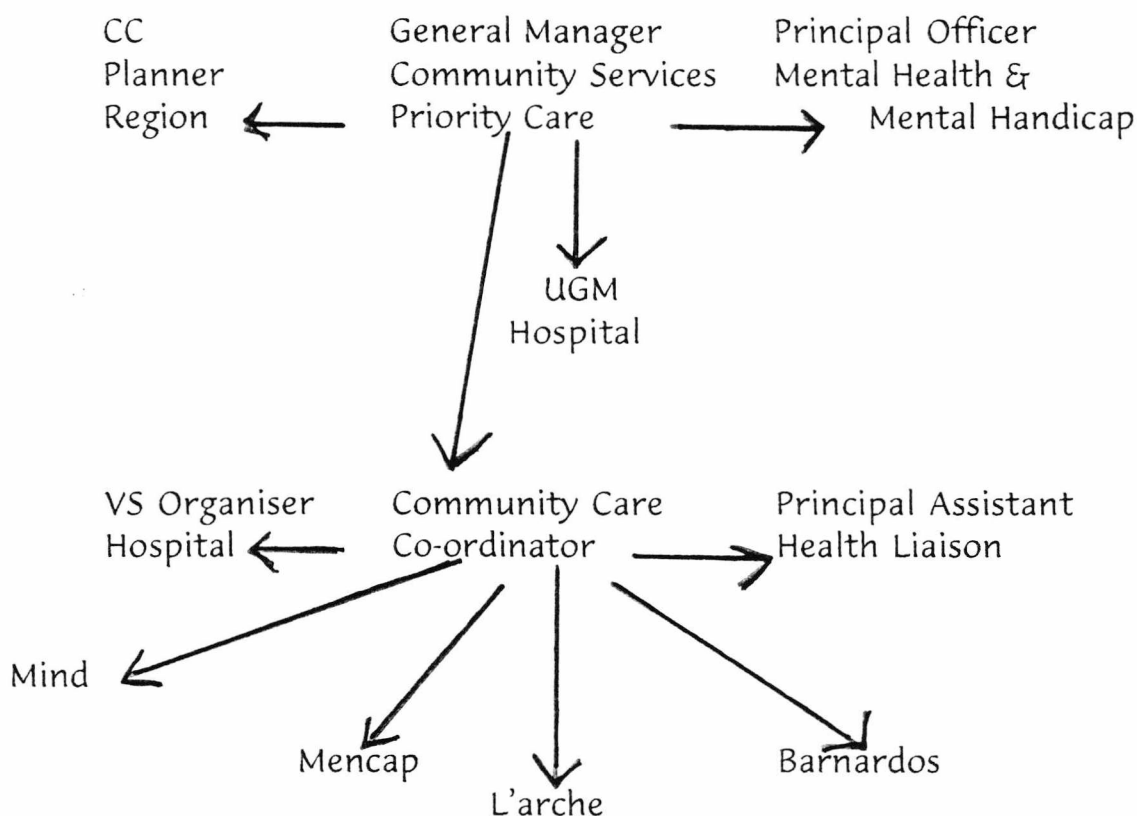 CC
Planner
Region
General Manager
Community Services
Priority Care
Principal Officer
Mental Health &
Mental Handicap
UGM
Hospital
VS Organiser
Hospital
Community Care
Co-ordinator
Principal Assistant
Health Liaison
Mind
Mencap
L'arche
Barnardos